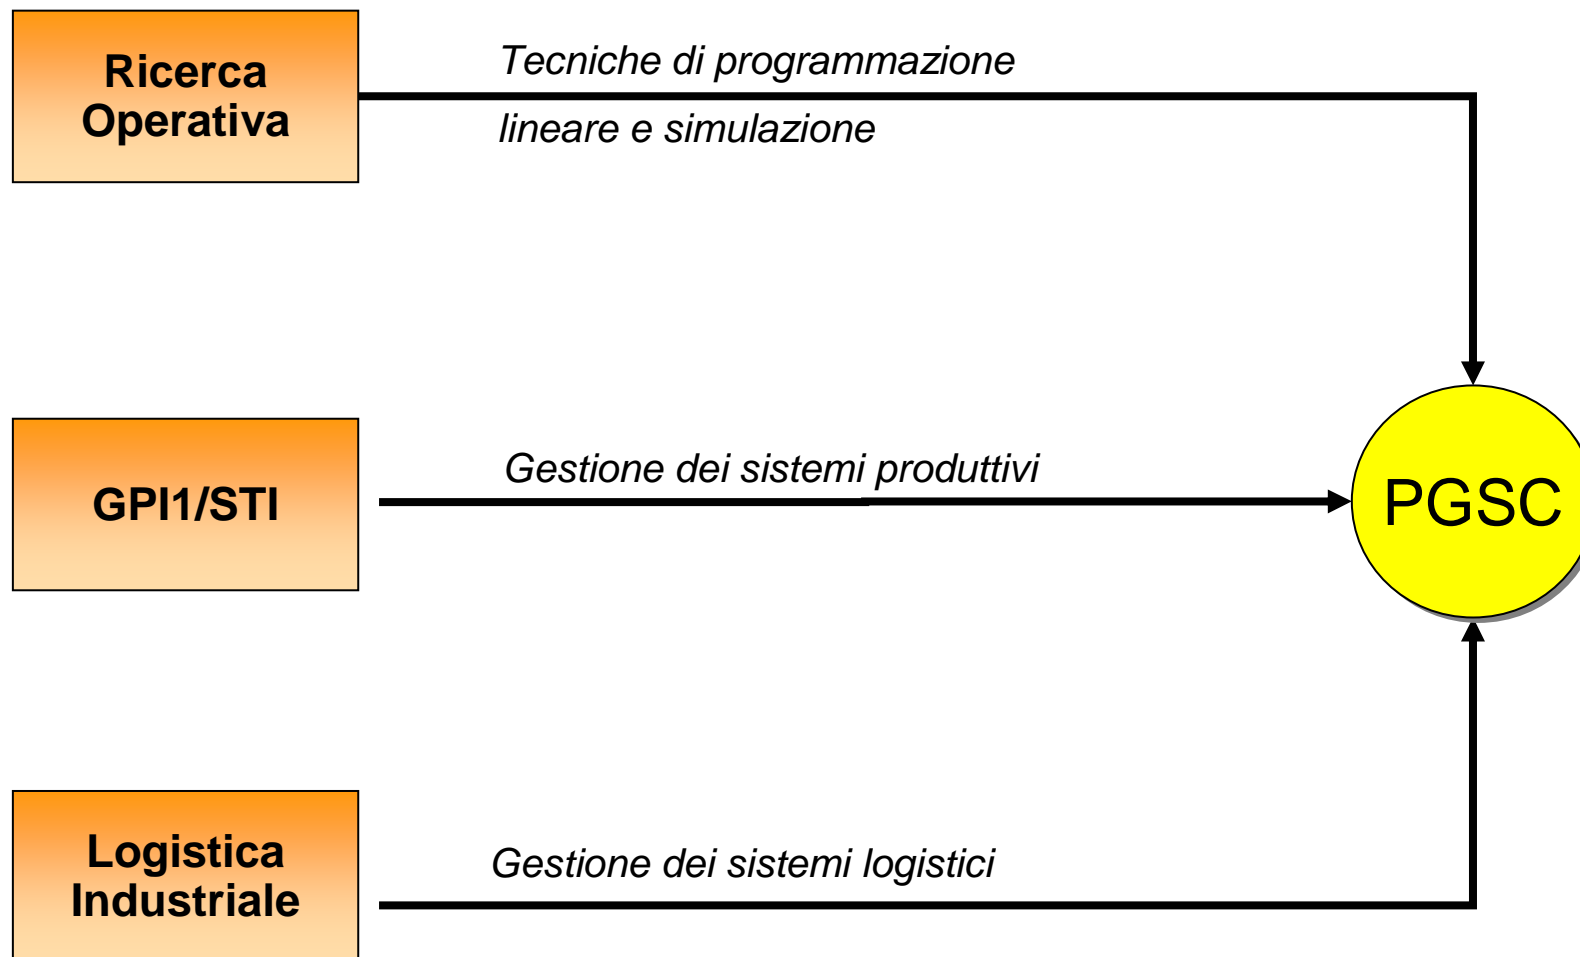 Ricerca
Operativa
Tecniche di programmazione
lineare e simulazione
GPI1/STI
Gestione dei sistemi produttivi
PGSC
Logistica
Industriale
Gestione dei sistemi logistici